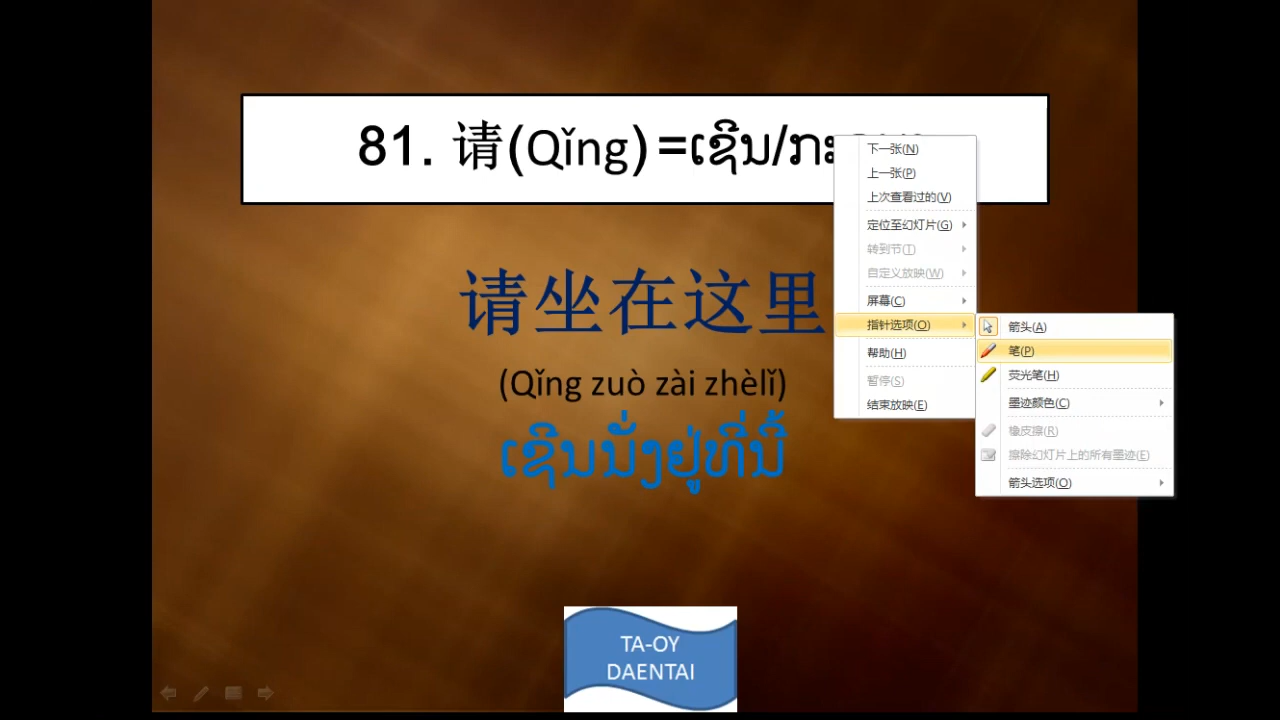 81. 请(Qǐng)=ເຊີນ/
请坐在这里
(Qǐng zuò zài zhèlǐ)
ເຊີນນັ່ງຢູ່ທີ່ນີ້
下一张(N)
上一张(P)
上次查看过的(V)
定位至幻灯片(G)
转到节(T)
自定义放映(W)
屏幕(C)
指针选项(O)
帮助(H)
暂停(S)
结束放映(E)
箭头(A)
笔(P)
荧光笔(H)
墨迹颜色(C)
橡皮擦(R)
擦除幻灯片上的所有墨迹(E)
箭头选项(O)
TA-OY
DAENTAI